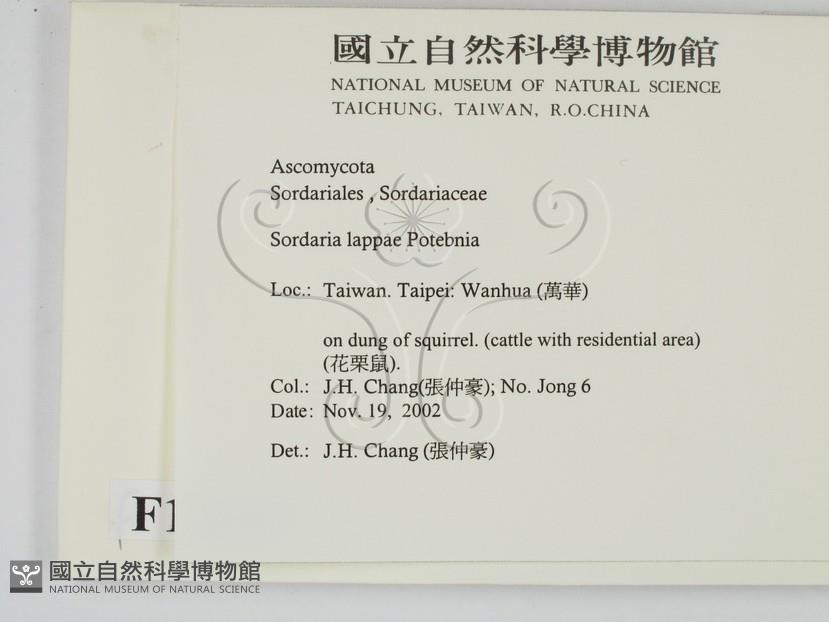 國立自然科學博物館
NATIONAL MUSEUM OF NATURAL SCIENCE
TAICHUNG, TAIWAN, R.O.CHINA
Ascomycota
Sordariales , Sordariaceae
Sordaria lappae Potebnia
Loc.: Taiwan. Taipei: Wanhua (萬華)
on dung of squirrel. (cattle with residential area)
(花栗鼠).
Col.: J.H. Chang(張仲豪); No. Jong 6
Date: Nov. 19, 2002
Det.: J.H. Chang (張仲豪)
F1
國立自然科學博物館
NATIONAL MUSEUM OF NATURAL SCIENCE